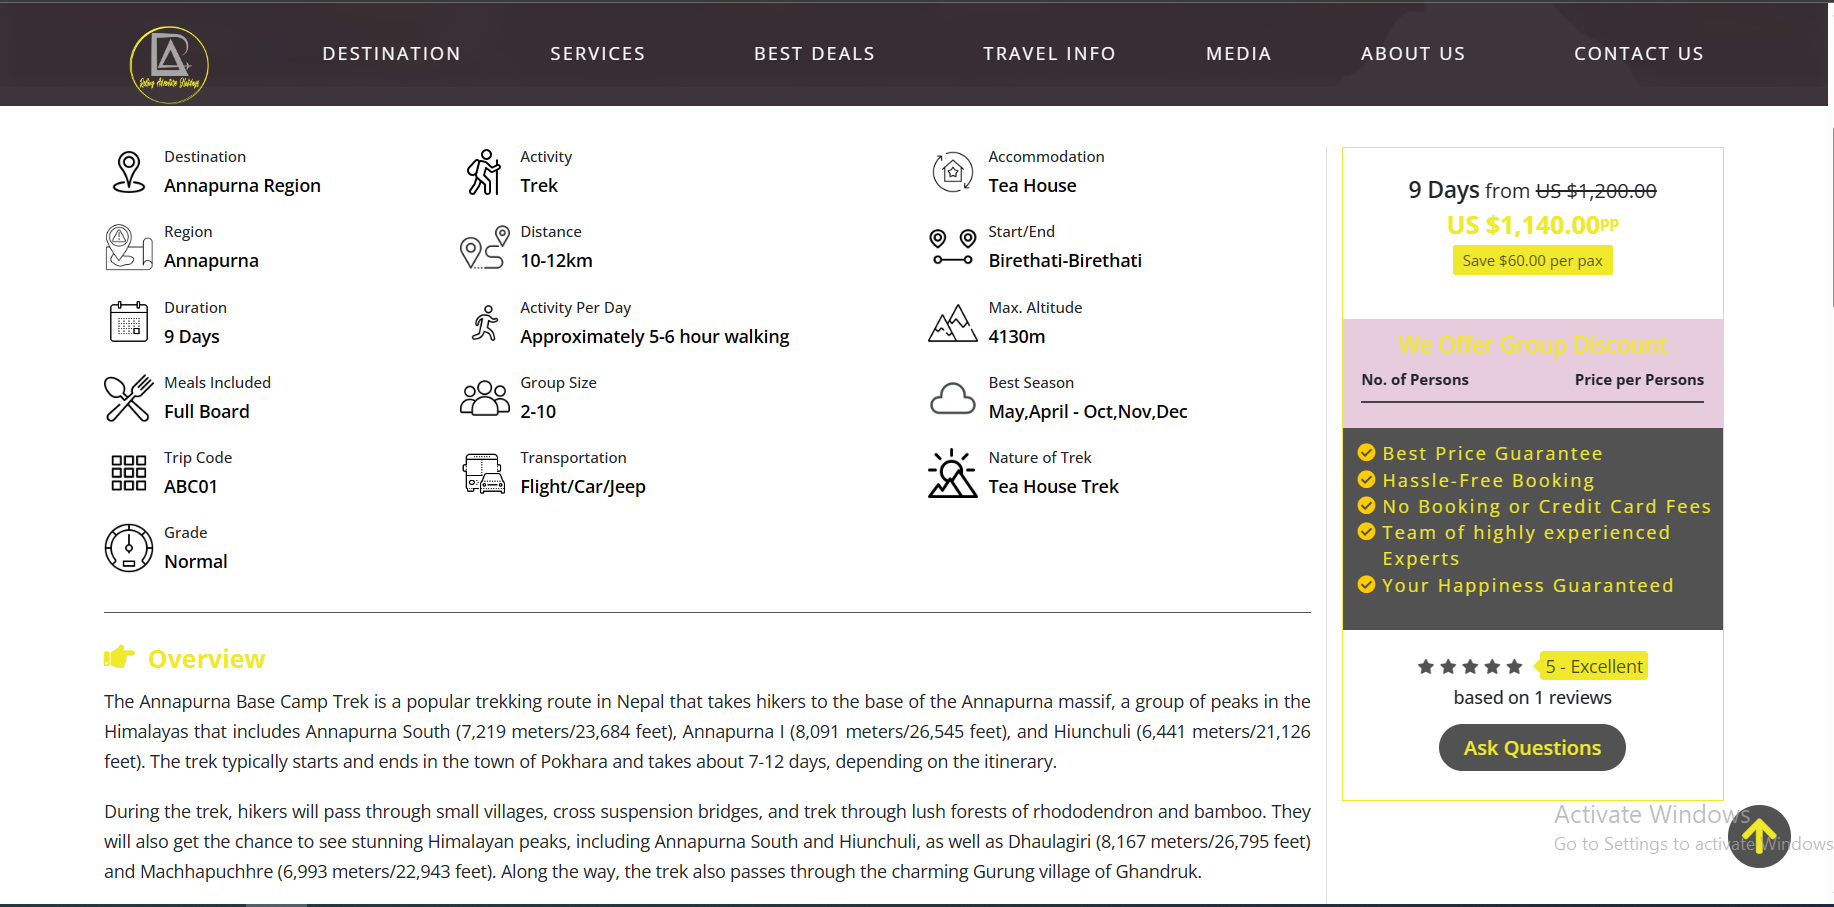 DESTINATION SERVICES BEST DEALS TRAVEL INFO MEDIA ABOUT US CONTACT US
Destination
Annapurna Region
Activity
Trek
Accommodation
Tea House
Region
Annapurna
Distance
10-12km
Start/End
Birethati-Birethati
Duration
9 Days
Activity Per Day
Approximately 5-6 hour walking
Max. Altitude
4130m
Meals Included
Full Board
Group Size
2-10
Best Season
May,April - Oct,Nov,Dec
Trip Code
ABC01
Transportation
Flight/Car/Jeep
Nature of Trek
Tea House Trek
Grade
Normal
Overview
The Annapurna Base Camp Trek is a popular trekking route in Nepal that takes hikers to the base of the Annapurna massif, a group of peaks in the
Himalayas that includes Annapurna South (7,219 meters/23,684 feet), Annapurna I (8,091 meters/26,545 feet), and Hiunchuli (6,441 meters/21,126
feet). The trek typically starts and ends in the town of Pokhara and takes about 7-12 days, depending on the itinerary.
During the trek, hikers will pass through small villages, cross suspension bridges, and trek through lush forests of rhododendron and bamboo. They
will also get the chance to see stunning Himalayan peaks, including Annapurna South and Hiunchuli, as well as Dhaulagiri (8,167 meters/26,795 feet)
and Machhapuchhre (6,993 meters/22,943 feet). Along the way, the trek also passes through the charming Gurung village of Ghandruk.
9 Days from US $1,200.00
US $1,140.00PP
Save $60.00 per pax
We Offer Group Discount
No. of Persons Price per Persons
Best Price Guarantee
Hassle-Free Booking
No Booking or Credit Card Fees
Team of highly experienced
Experts
Your Happiness Guaranteed
5 - Excellent
based on 1 reviews
Ask Questions
Activate Windows
Go to Settings to activate Windows